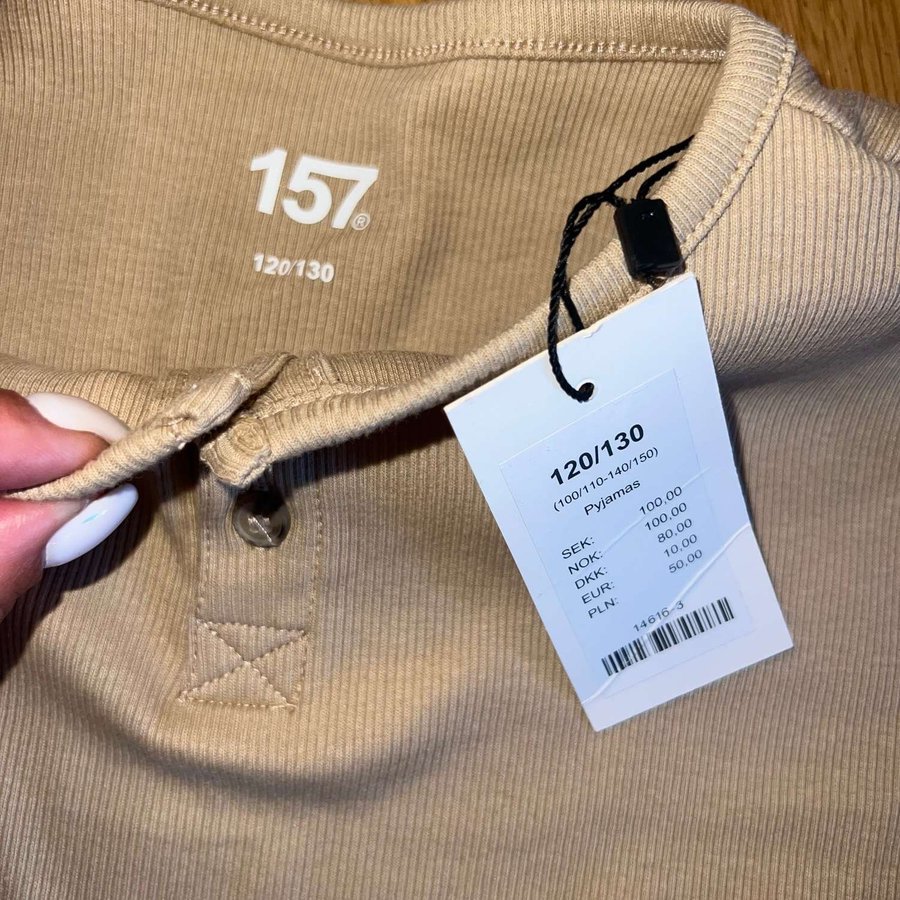 157®
120/130
120/130
(100/110-140/150)
Pyjamas
SEK: 100,00
NOK: 100,00
DKK: 80,00
EUR: 10,00
PLN: 50,00
14616-3